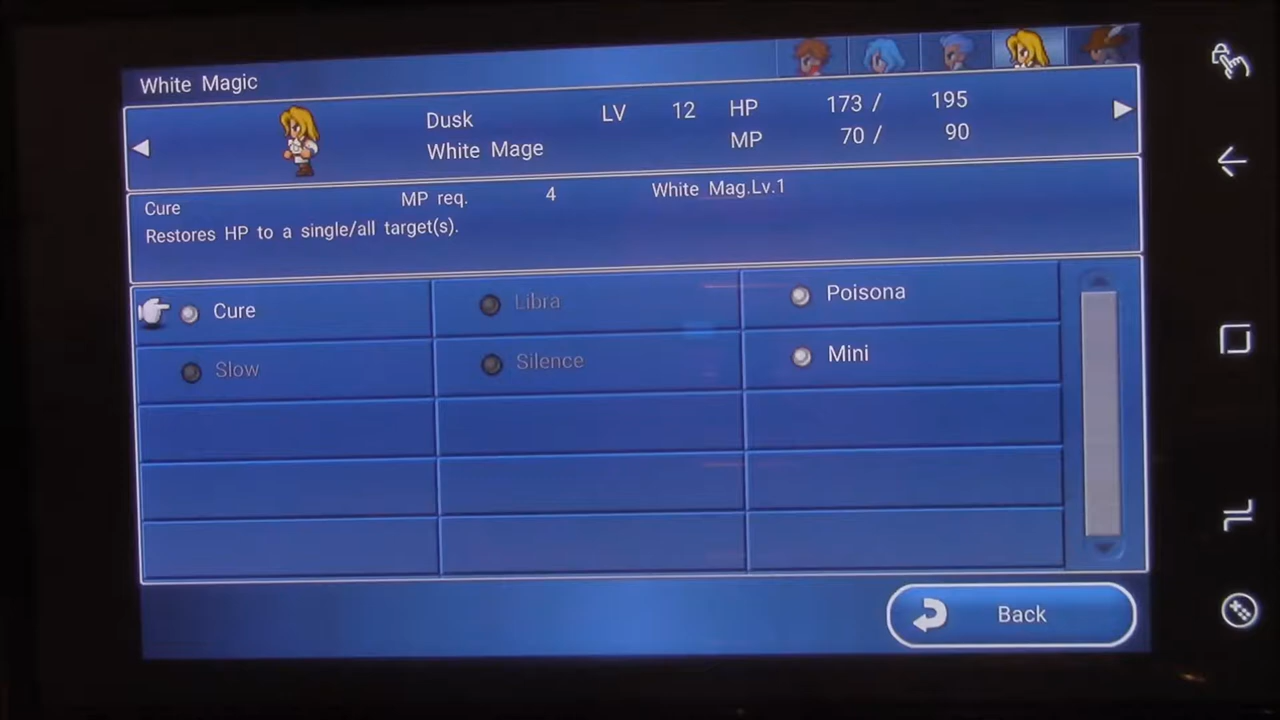 White Magic
Dusk LV 12 HP 173 / 195
White Mage MP 70 / 90
Cure MP req. 4 White Mag.Lv.1
Restores HP to a single/all target(s).
Cure Libra Poisona
Slow Silence Mini
Back